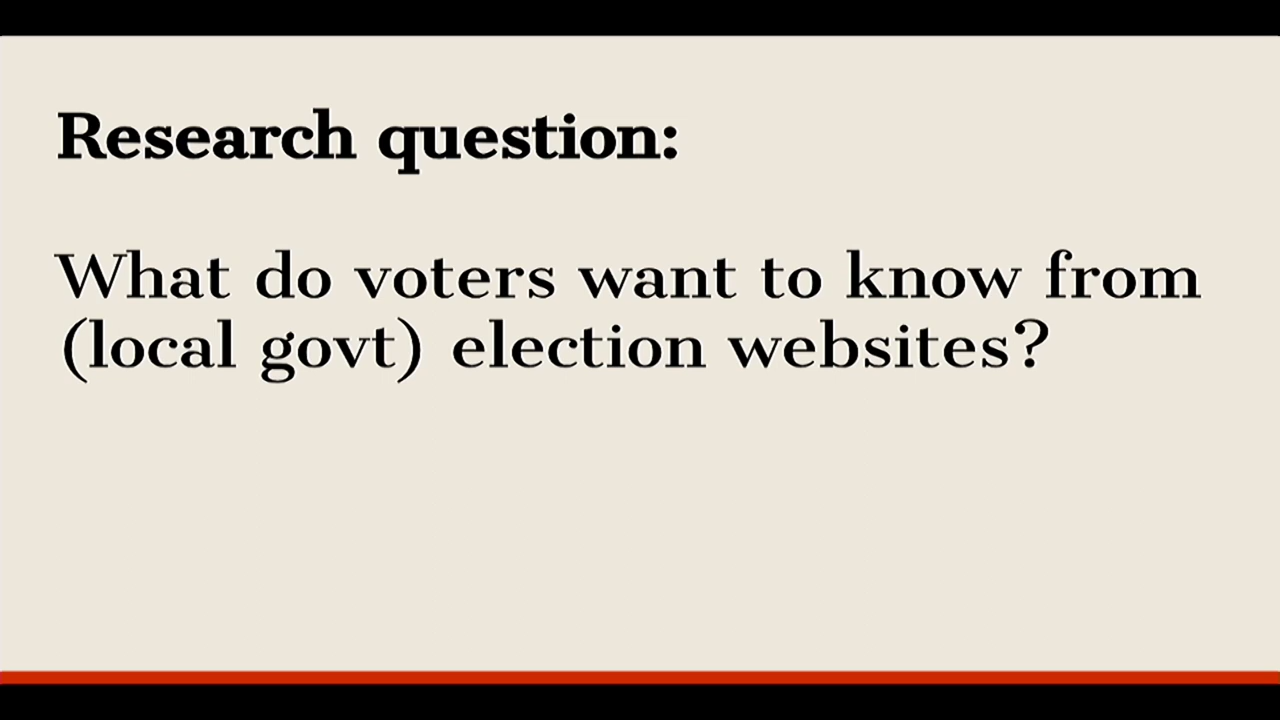 Research question:
What do voters want to know from
(local govt) election websites?